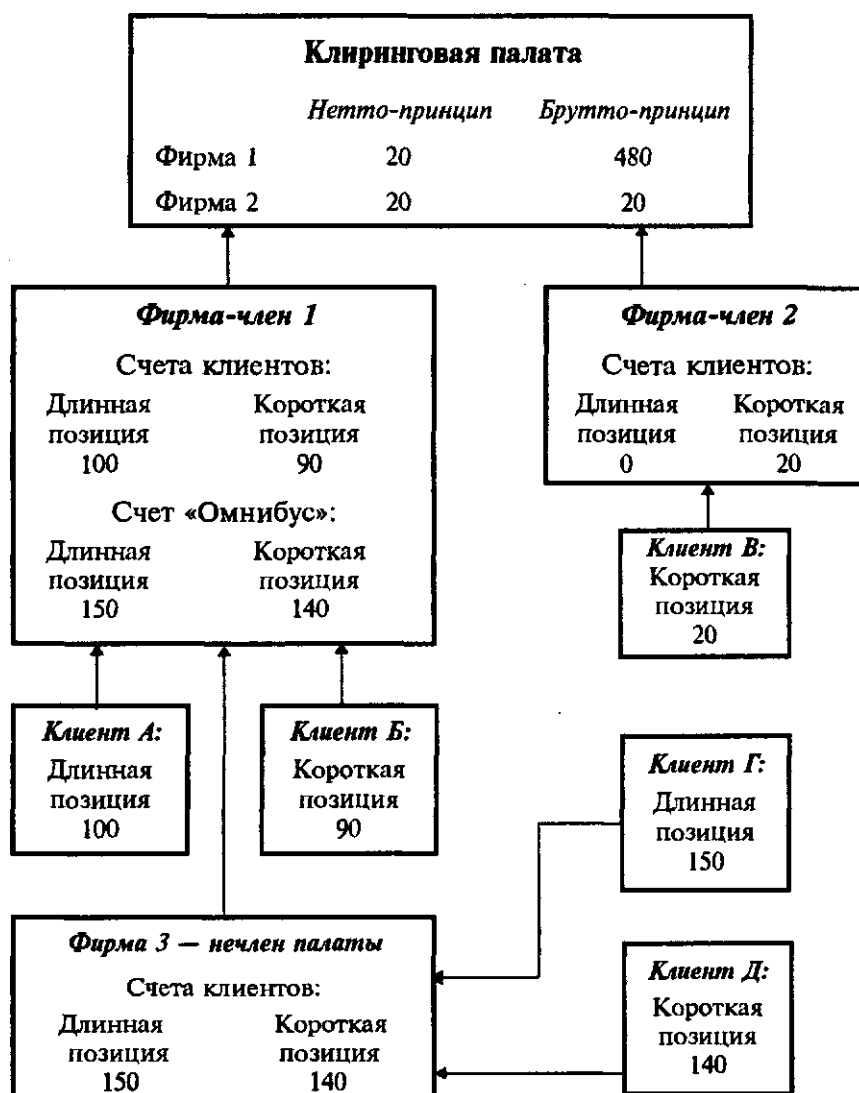 Клиринговая палата
Нетто-принцип Брутто-принцип
Фирма 1 20 480
Фирма 2 20 20
Фирма-член 1
Счета клиентов:
Длинная Короткая
позиция позиция
100 90
Счет «Омнибус»:
Длинная Короткая
позиция позиция
150 140
Фирма-член 2
Счета клиентов:
Длинная Короткая
позиция позиция
0 20
Клиент В:
Короткая
позиция
20
Клиент А:
Длинная
позиция
100
Клиент Б:
Короткая
позиция
90
Клиент Г:
Длинная
позиция
150
Фирма 3 — нечлен палаты
Счета клиентов:
Длинная Короткая
позиция позиция
150 140
Клиент Д:
Короткая
позиция
140